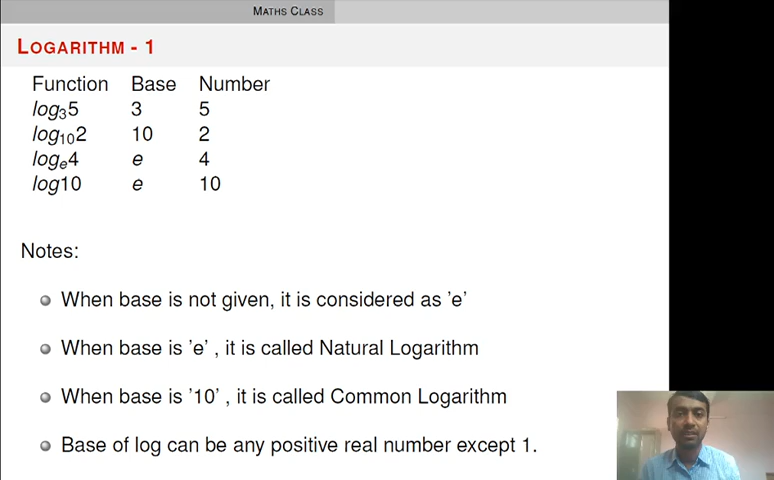 MATHS CLASS
LOGARITHM - 1
Function Base Number
log₃5 3 5
log₁₀2 10 2
logₑ4 e 4
log10 e 10
Notes:
When base is not given, it is considered as ’e’
When base is ’e’ , it is called Natural Logarithm
When base is ’10’ , it is called Common Logarithm
Base of log can be any positive real number except 1.